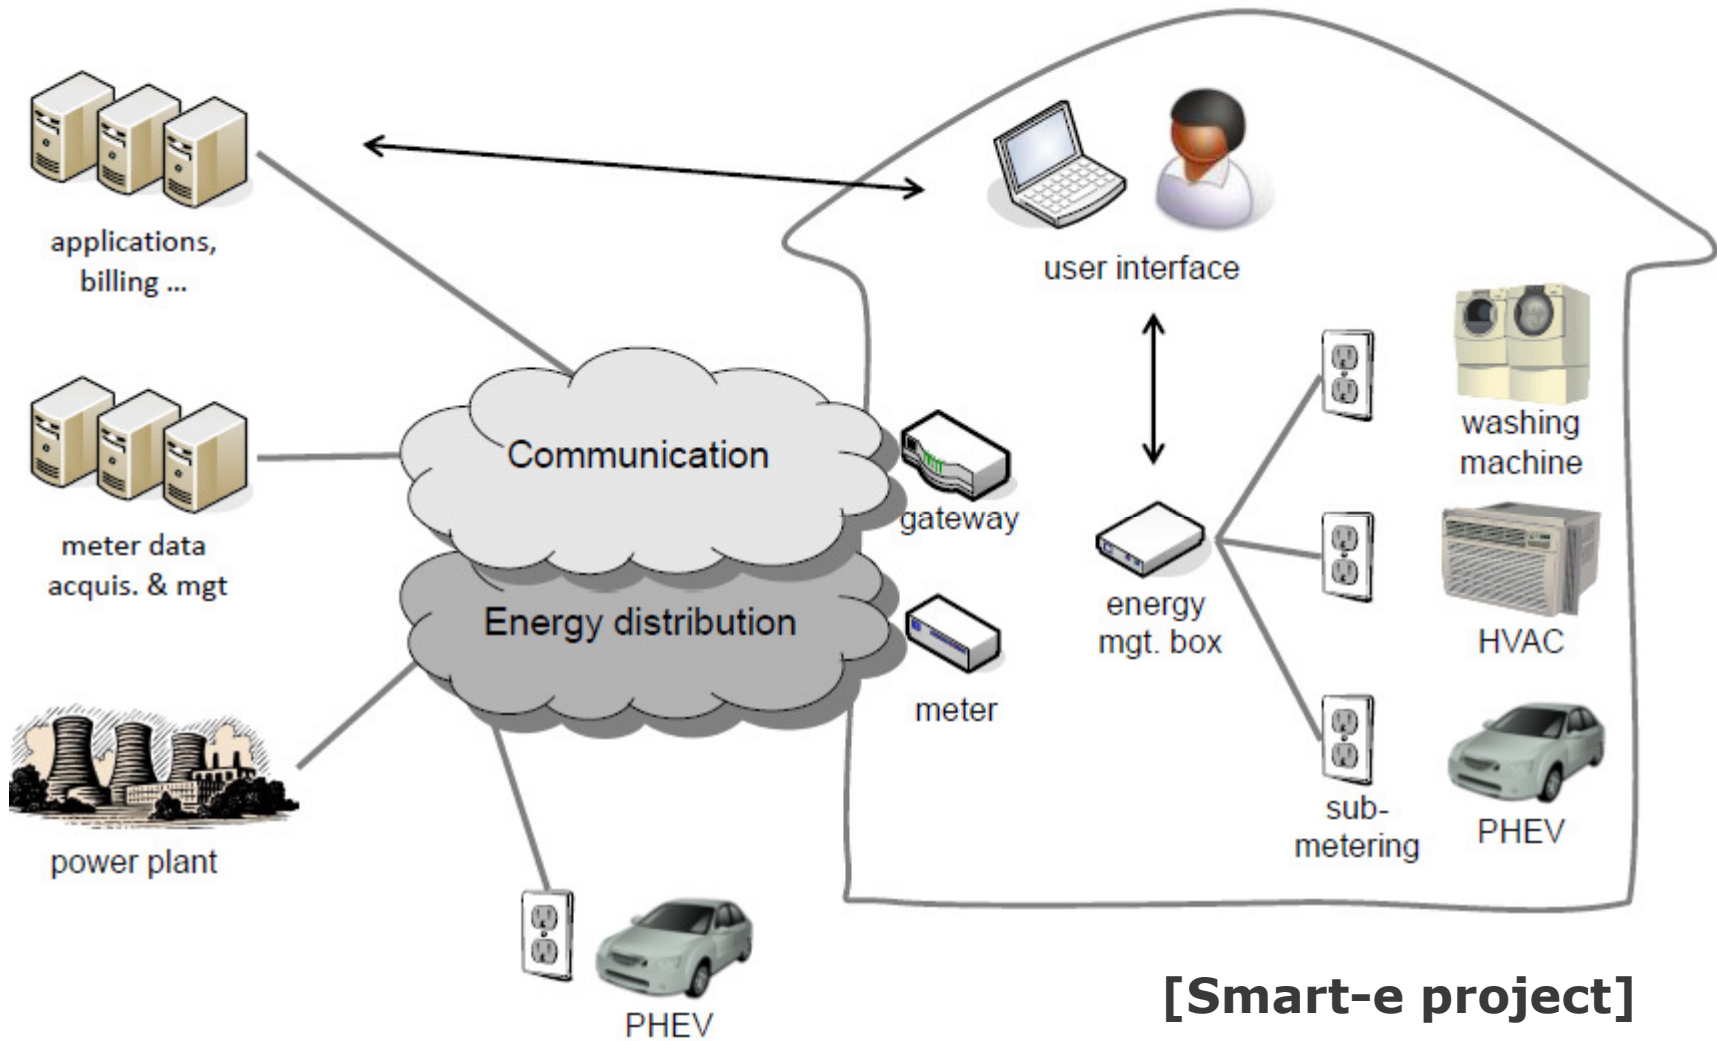 applications,
billing ...
user interface
washing
machine
Communication
gateway
meter data
acquis. & mgt
Energy distribution
energy
mgt. box
HVAC
meter
power plant
sub-
metering
PHEV
PHEV
[Smart-e project]